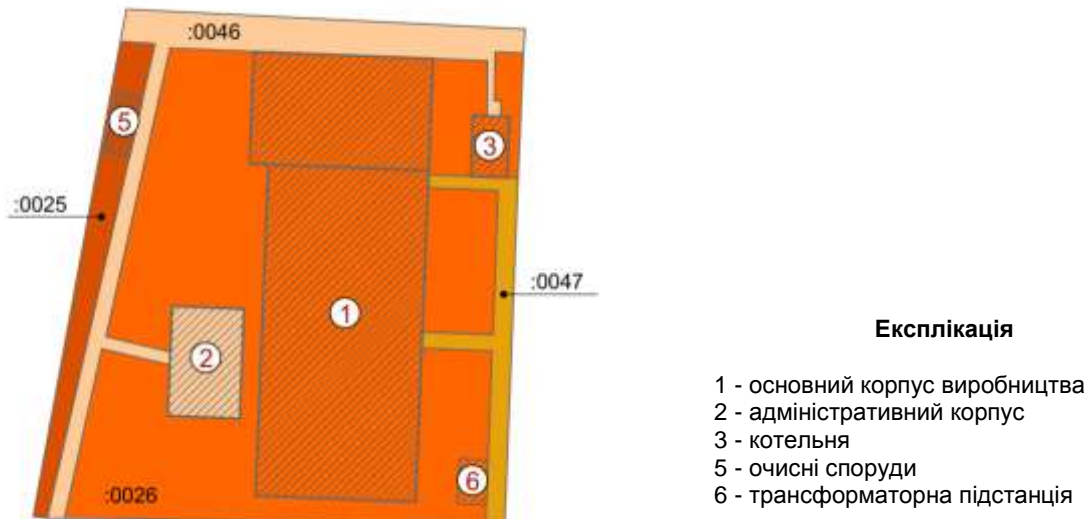 :0046
5
3
:0025
:0047
1
2
6
:0026
Експлікація
1 - основний корпус виробництва
2 - адміністративний корпус
3 - котельня
5 - очисні споруди
6 - трансформаторна підстанція